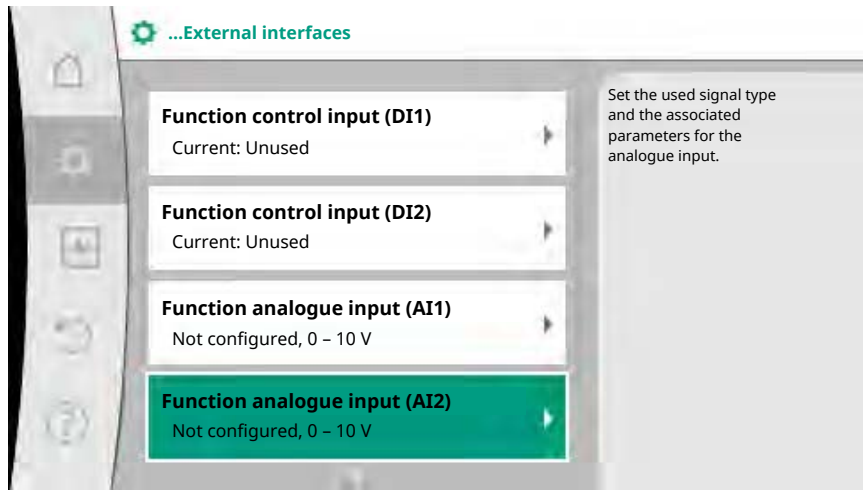 ...External interfaces
Function control input (DI1)
Current: Unused
Function control input (DI2)
Current: Unused
Function analogue input (AI1)
Not configured, 0 – 10 V
Function analogue input (AI2)
Not configured, 0 – 10 V
Set the used signal type
and the associated
parameters for the
analogue input.